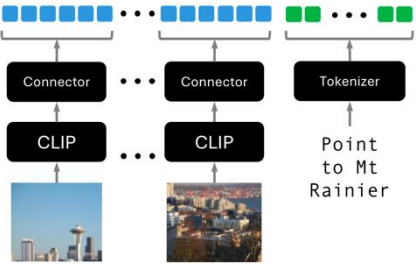 Connector
Connector
Tokenizer
CLIP
CLIP
Point
to Mt
Rainier